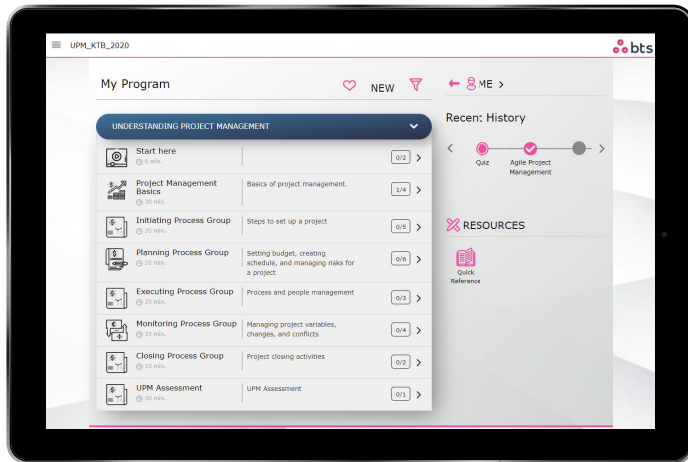 UPM_KTB_2020
bts
My Program
NEW
ME >
UNDERSTANDING PROJECT MANAGEMENT
Recent History
Start here
6 min.
0/2
Quiz
Agile Project
Management
Project Management
Basics
30 min.
Basics of project management.
1/4
Initiating Process Group
35 min.
Steps to set up a project
0/5
RESOURCES
Planning Process Group
55 min.
Setting budget, creating
schedule, and managing risks for
a project
0/6
Quick
Reference
Executing Process Group
25 min.
Process and people management
0/3
Monitoring Process Group
35 min.
Managing project variables,
changes, and conflicts
0/4
Closing Process Group
10 min.
Project closing activities
0/2
UPM Assessment
30 min.
UPM Assessment
0/1